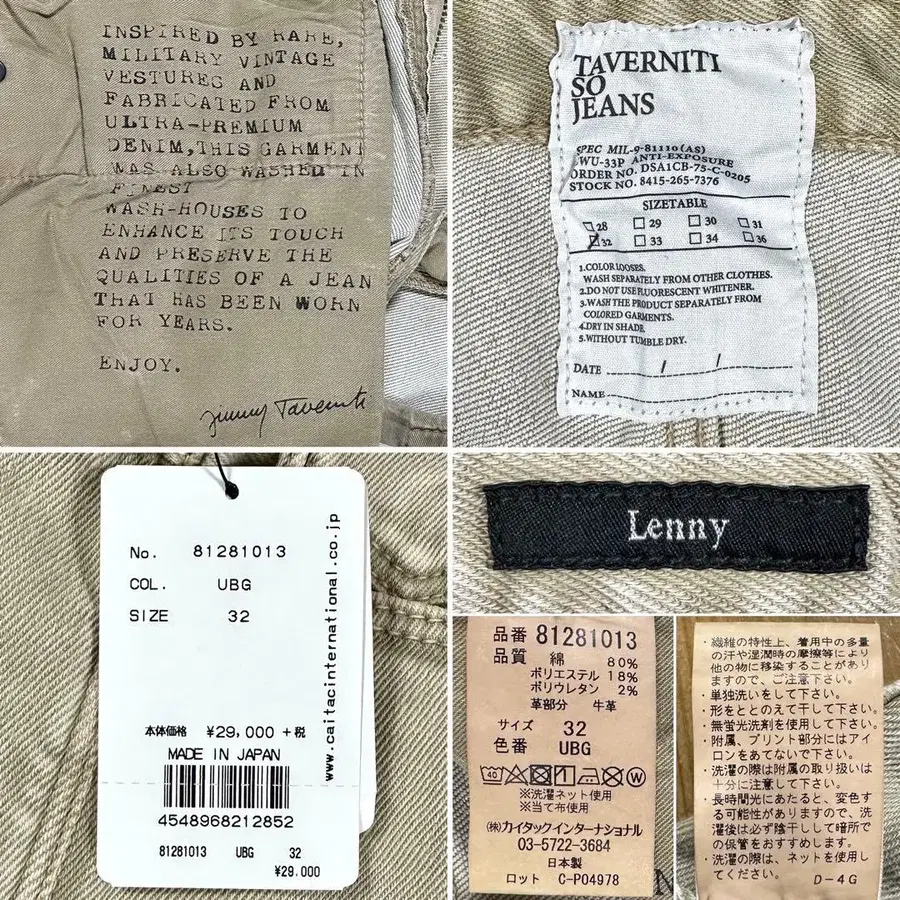 INSPIRED BY RARE,
MILITARY VINTAGE
VESTURES AND
FABRICATED FROM
ULTRA-PREMIUM
DENIM,THIS GARMENT
WAS ALSO WASHED IN
FINEST
WASH-HOUSES TO
ENHANCE ITS TOUCH
AND PRESERVE THE
QUALITIES OF A JEAN
THAT HAS BEEN WORN
FOR YEARS.
ENJOY.
Jimmy Taverniti
TAVERNITI
SO
JEANS
SPEC MIL-9-81110(AS)
CWU-33P ANTI-EXPOSURE
ORDER NO. DSA1CB-75-C-0205
STOCK NO. 8415-265-7376
SIZETABLE
28 29 30 31
32 33 34 36
1.COLOR LOOSES.
WASH SEPARATELY FROM OTHER CLOTHES.
2.DO NOT USE FLUORESCENT WHITENER.
3.WASH THE PRODUCT SEPARATELY FROM
COLORED GARMENTS.
4.DRY IN SHADE.
5.WITHOUT TUMBLE DRY.
DATE / /
NAME
No. 81281013
COL. UBG
SIZE 32
本体価格 ¥29,000 +税
MADE IN JAPAN
4548968212852
81281013 UBG 32
¥29.000
www.caitacinternational.co.jp
Lenny
品番 81281013
品質 綿 80%
ポリエステル 18%
ポリウレタン 2%
革部分 牛革
サイズ 32
色番 UBG
40
※洗濯ネット使用
※当て布使用
㈱カイタックインターナショナル
03-5722-3684
日本製
ロット C-P04978
・繊維の特性上、着用中の多量
の汗や湿潤時の摩擦等により
他の物に移染することがあり
ますので、ご注意下さい。
・単独洗いをして下さい。
・形をととのえて干して下さい。
・無蛍光洗剤を使用して下さい。
・附属、プリント部分にはアイ
ロンをあてないで下さい。
・洗濯の際は附属の取り扱いは
十分に注意して下さい。
・長時間光にあたると、変色す
る可能性がありますので、洗
濯後は必ず陰干しして暗所で
の保管をおすすめします。
・洗濯の際は、ネットを使用し
てください。
D-4G